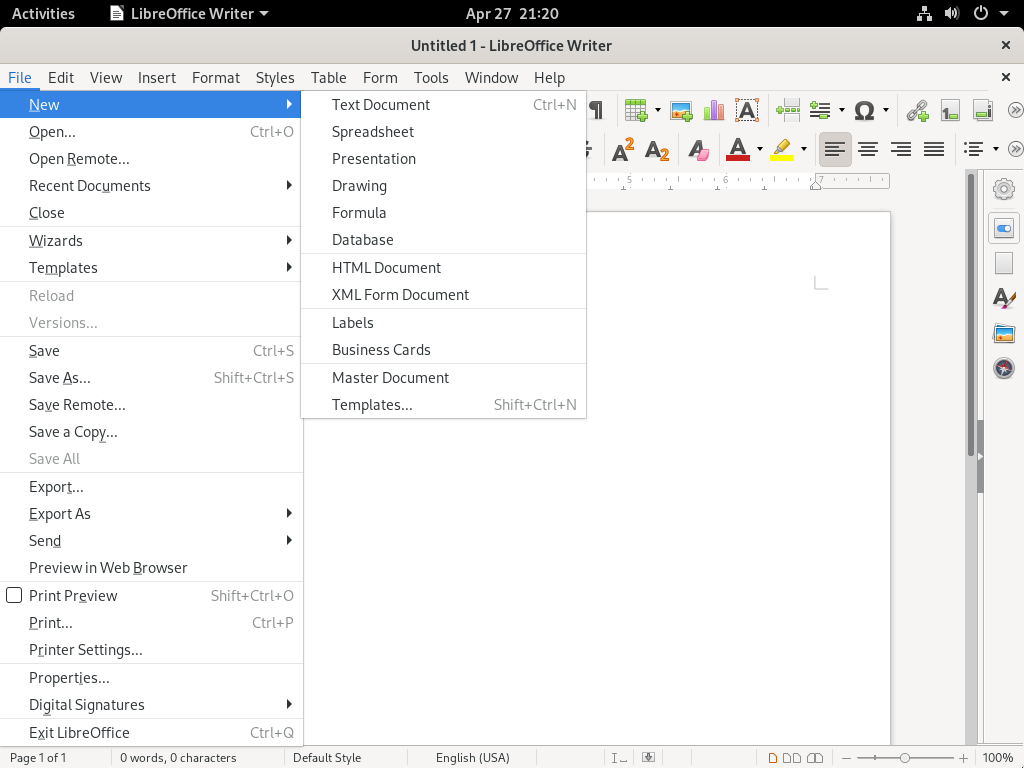 Activities LibreOffice Writer Apr 27 21:20
Untitled 1 - LibreOffice Writer
File Edit View Insert Format Styles Table Form Tools Window Help
New
Open... Ctrl+O
Open Remote...
Recent Documents
Close
Wizards
Templates
Reload
Versions...
Save Ctrl+S
Save As... Shift+Ctrl+S
Save Remote...
Save a Copy...
Save All
Export...
Export As
Send
Preview in Web Browser
Print Preview Shift+Ctrl+O
Print... Ctrl+P
Printer Settings...
Properties...
Digital Signatures
Exit LibreOffice Ctrl+Q
Text Document Ctrl+N
Spreadsheet
Presentation
Drawing
Formula
Database
HTML Document
XML Form Document
Labels
Business Cards
Master Document
Templates... Shift+Ctrl+N
5 6 7
Page 1 of 1 0 words, 0 characters Default Style English (USA) 100%